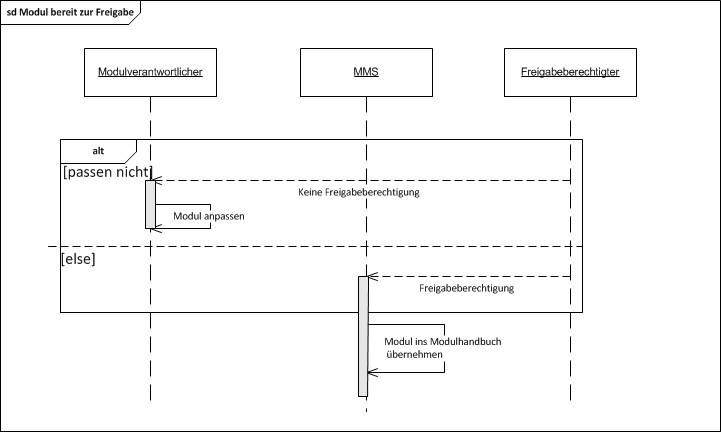 sd Modul bereit zur Freigabe
Modulverantwortlicher
MMS
Freigabeberechtigter
alt
[passen nicht]
Keine Freigabeberechtigung
Modul anpassen
[else]
Freigabeberechtigung
Modul ins Modulhandbuch
übernehmen